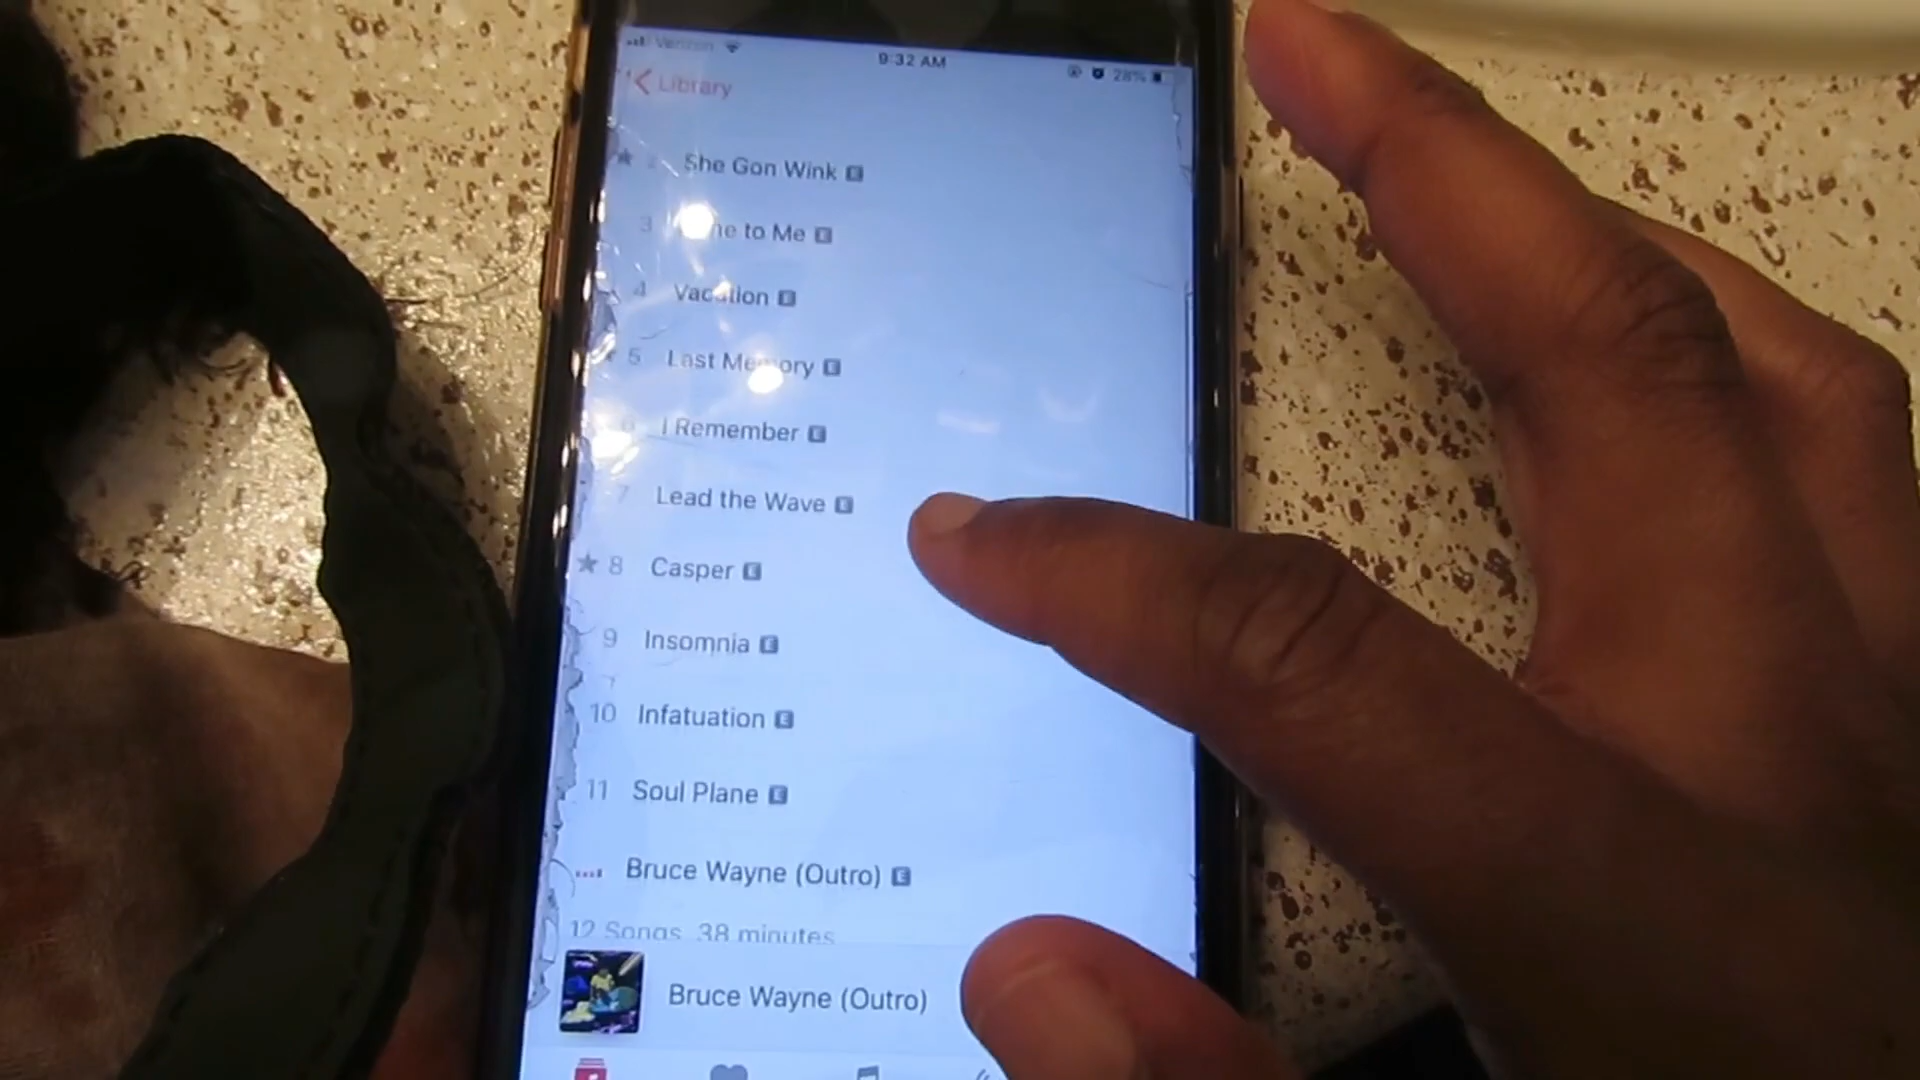 Verizon 9:32 AM 28%
Library
She Gon Wink E
3 to Me E
4 Vacation E
5 Last Memory E
6 I Remember E
7 Lead the Wave E
8 Casper E
9 Insomnia E
10 Infatuation E
11 Soul Plane E
Bruce Wayne (Outro) E
12 Songs, 38 minutes
Bruce Wayne (Outro)